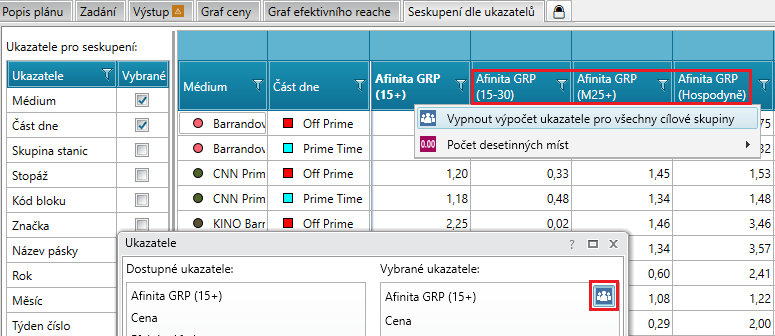 Popis plánu Zadání Výstup Graf ceny Graf efektivního reache Seskupení dle ukazatelů
Ukazatele pro seskupení:
Ukazatele Vybrané
Médium
Část dne
Skupina stanic
Stopáž
Kód bloku
Značka
Název pásky
Rok
Měsíc
Týden číslo
Médium Část dne Afinita GRP (15+) Afinita GRP (15-30) Afinita GRP (M25+) Afinita GRP (Hospodyně)
Barrandov Off Prime 75
Barrandov Prime Time 32
CNN Prim Off Prime 1,20 0,33 1,45 1,53
CNN Prim Prime Time 1,18 0,48 1,34 1,48
KINO Barr Off Prime 2,25 0,02 1,46 3,46
1,34 3,57
0,60 2,41
1,08 1,22
0,29 2,00
Vypnout výpočet ukazatele pro všechny cílové skupiny
0.00 Počet desetinných míst
Ukazatele
Dostupné ukazatele:
Afinita GRP (15+)
Cena
Vybrané ukazatele:
Afinita GRP (15+)
Cena